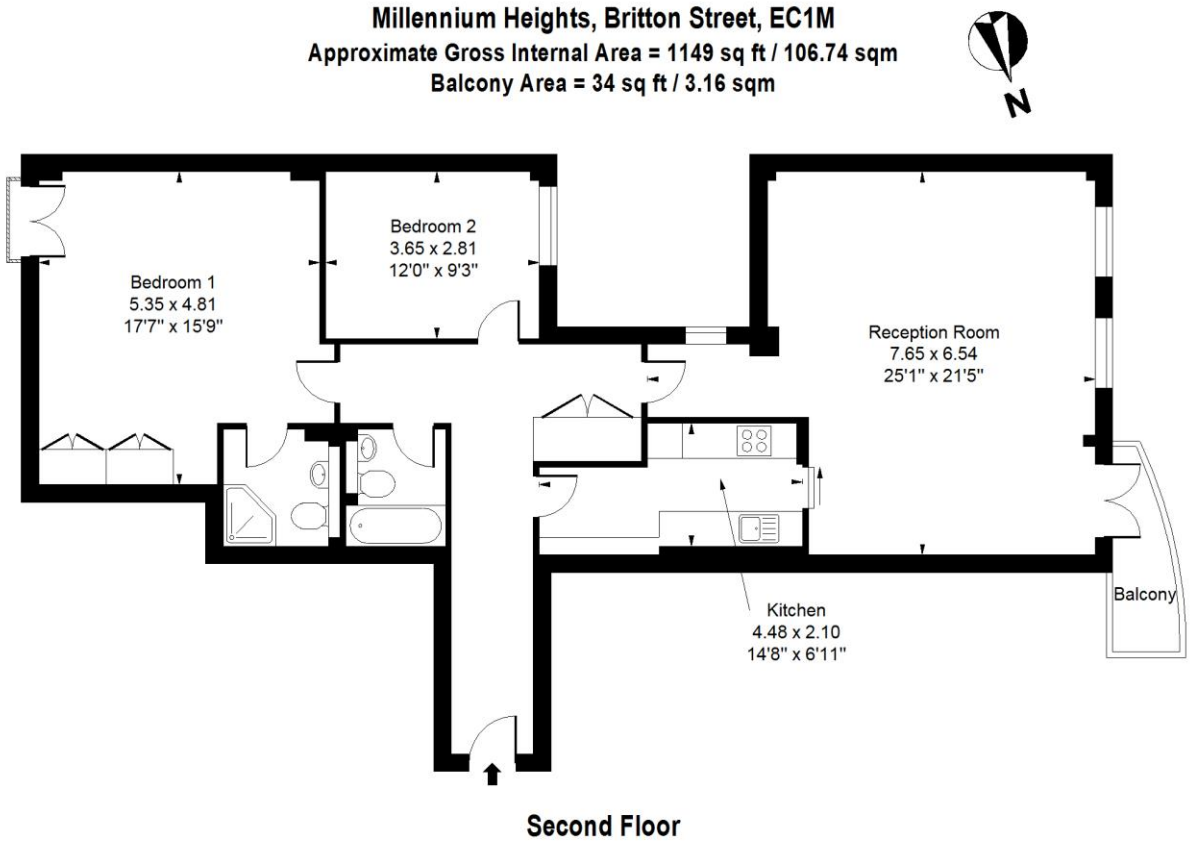 Millennium Heights, Britton Street, EC1M
Approximate Gross Internal Area = 1149 sq ft / 106.74 sqm
Balcony Area = 34 sq ft / 3.16 sqm
N
Bedroom 1
5.35 x 4.81
17'7" x 15'9"
Bedroom 2
3.65 x 2.81
12'0" x 9'3"
Reception Room
7.65 x 6.54
25'1" x 21'5"
Kitchen
4.48 x 2.10
14'8" x 6'11"
Balcony
Second Floor